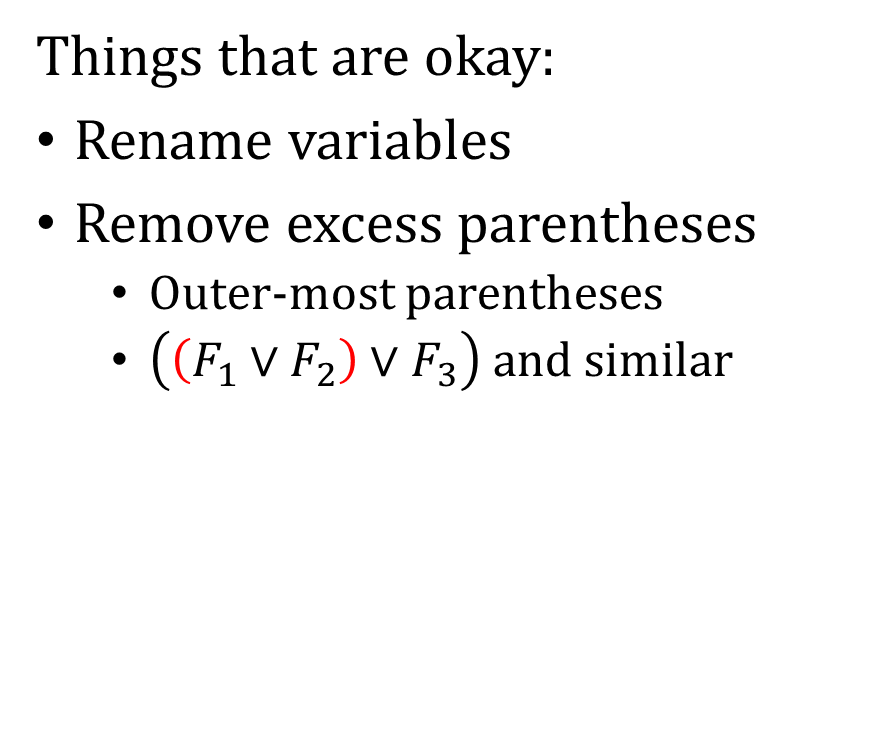 Things that are okay:
• Rename variables
• Remove excess parentheses
• Outer-most parentheses
• ((F₁ ∨ F₂) ∨ F₃) and similar